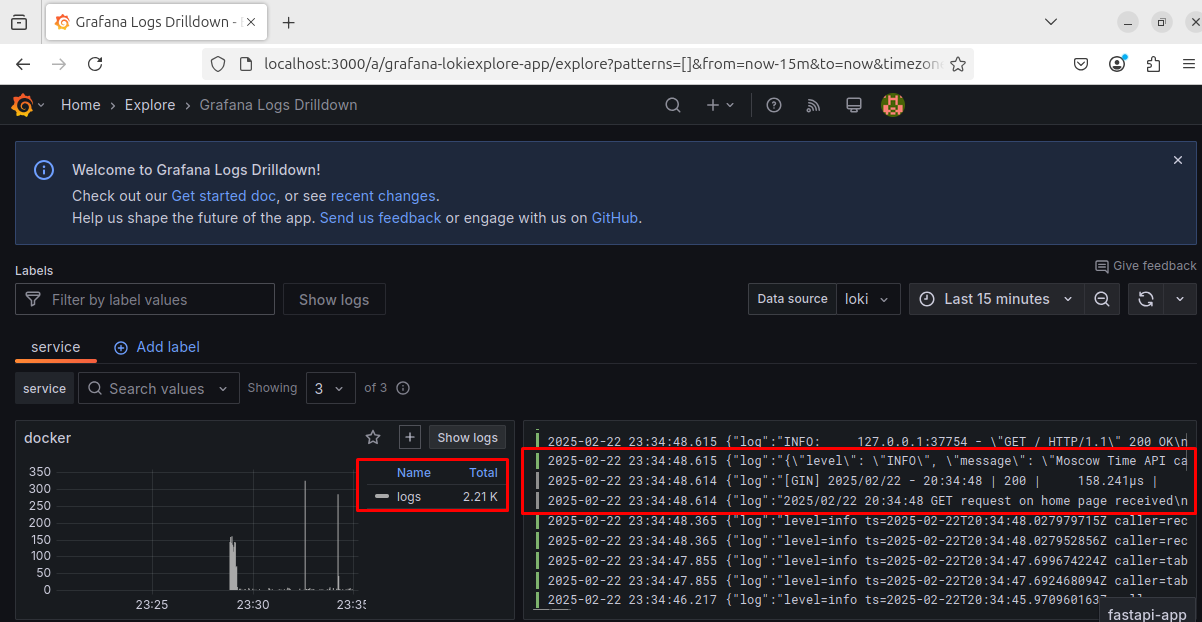 Grafana Logs Drilldown -
localhost:3000/a/grafana-lokiexplore-app/explore?patterns=[]&from=now-15m&to=now&timezon
Home › Explore › Grafana Logs Drilldown
Welcome to Grafana Logs Drilldown!
Check out our Get started doc, or see recent changes.
Help us shape the future of the app. Send us feedback or engage with us on GitHub.
Labels
Give feedback
Filter by label values
Show logs
Data source loki
Last 15 minutes
service
Add label
service Search values Showing 3 of 3
docker
Show logs
Name Total
logs 2.21 K
350
300
250
200
150
100
50
0
23:25 23:30 23:35
2025-02-22 23:34:48.615 {"log":"INFO: 127.0.0.1:37754 - \"GET / HTTP/1.1\" 200 OK\n
2025-02-22 23:34:48.615 {"log":"{\"level\": \"INFO\", \"message\": \"Moscow Time API ca
2025-02-22 23:34:48.614 {"log":"[GIN] 2025/02/22 - 20:34:48 | 200 | 158.241µs |
2025-02-22 23:34:48.614 {"log":"2025/02/22 20:34:48 GET request on home page received\n
2025-02-22 23:34:48.365 {"log":"level=info ts=2025-02-22T20:34:48.027979715Z caller=rec
2025-02-22 23:34:48.365 {"log":"level=info ts=2025-02-22T20:34:48.027952856Z caller=rec
2025-02-22 23:34:47.855 {"log":"level=info ts=2025-02-22T20:34:47.699674224Z caller=tab
2025-02-22 23:34:47.855 {"log":"level=info ts=2025-02-22T20:34:47.692468094Z caller=tab
2025-02-22 23:34:46.217 {"log":"level=info ts=2025-02-22T20:34:45.970960163Z
fastapi-app